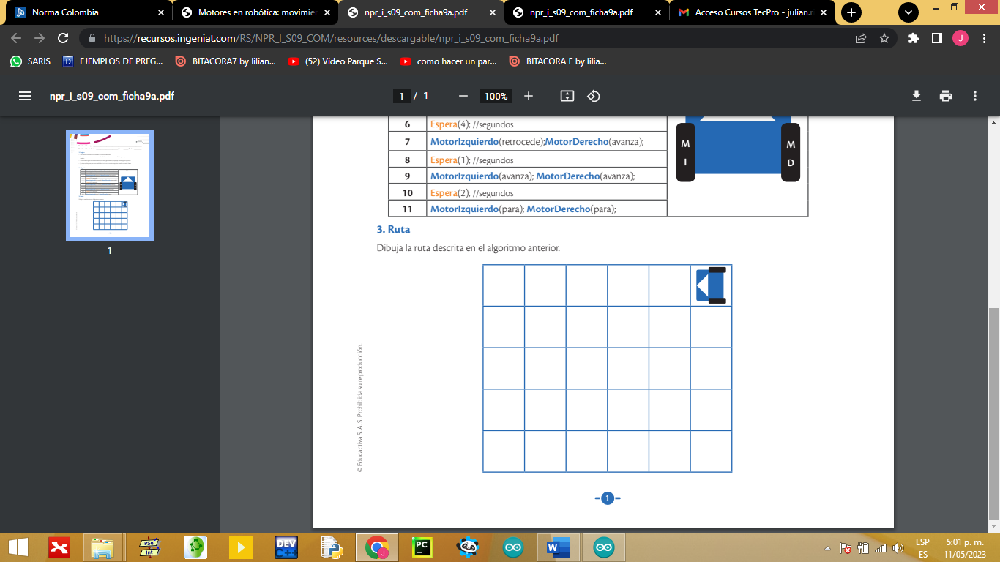 Norma Colombia
Motores en robótica: movimien
npr_i_s09_com_ficha9a.pdf
npr_i_s09_com_ficha9a.pdf
Acceso Cursos TecPro - julian.r
https://recursos.ingeniat.com/RS/NPR_I_S09_COM/resources/descargable/npr_i_s09_com_ficha9a.pdf
J
SARIS
EJEMPLOS DE PREG...
BITACORA7 by lilian...
(52) Video Parque S...
como hacer un par...
BITACORA F by lilia...
npr_i_s09_com_ficha9a.pdf
1 / 1
100%
1
6 Espera(4); //segundos
7 MotorIzquierdo(retrocede);MotorDerecho(avanza);
8 Espera(1); //segundos
9 MotorIzquierdo(avanza); MotorDerecho(avanza);
10 Espera(2); //segundos
11 MotorIzquierdo(para); MotorDerecho(para);
M I
M D
3. Ruta
Dibuja la ruta descrita en el algoritmo anterior.
© Educactiva S. A. S. Prohibida su reproducción.
1
PSe
Int
DEV
C++
PC
J
W
ESP
ES
5:01 p. m.
11/05/2023